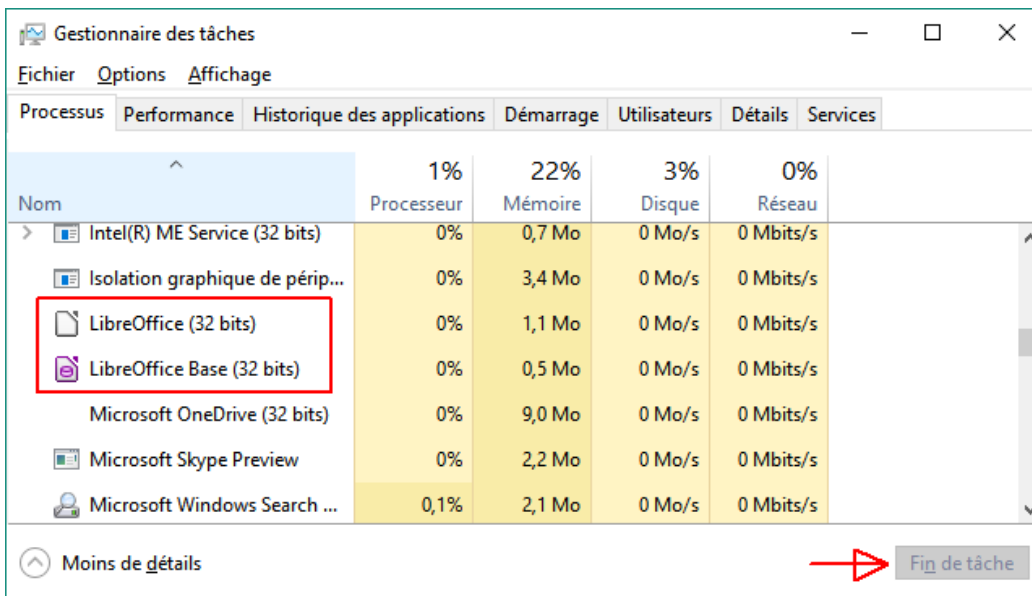 Gestionnaire des tâches
Fichier Options Affichage
Processus Performance Historique des applications Démarrage Utilisateurs Détails Services
1% 22% 3% 0%
Nom Processeur Mémoire Disque Réseau
Intel(R) ME Service (32 bits) 0% 0,7 Mo 0 Mo/s 0 Mbits/s
Isolation graphique de périp... 0% 3,4 Mo 0 Mo/s 0 Mbits/s
LibreOffice (32 bits) 0% 1,1 Mo 0 Mo/s 0 Mbits/s
LibreOffice Base (32 bits) 0% 0,5 Mo 0 Mo/s 0 Mbits/s
Microsoft OneDrive (32 bits) 0% 9,0 Mo 0 Mo/s 0 Mbits/s
Microsoft Skype Preview 0% 2,2 Mo 0 Mo/s 0 Mbits/s
Microsoft Windows Search ... 0,1% 2,1 Mo 0 Mo/s 0 Mbits/s
Moins de détails Fin de tâche